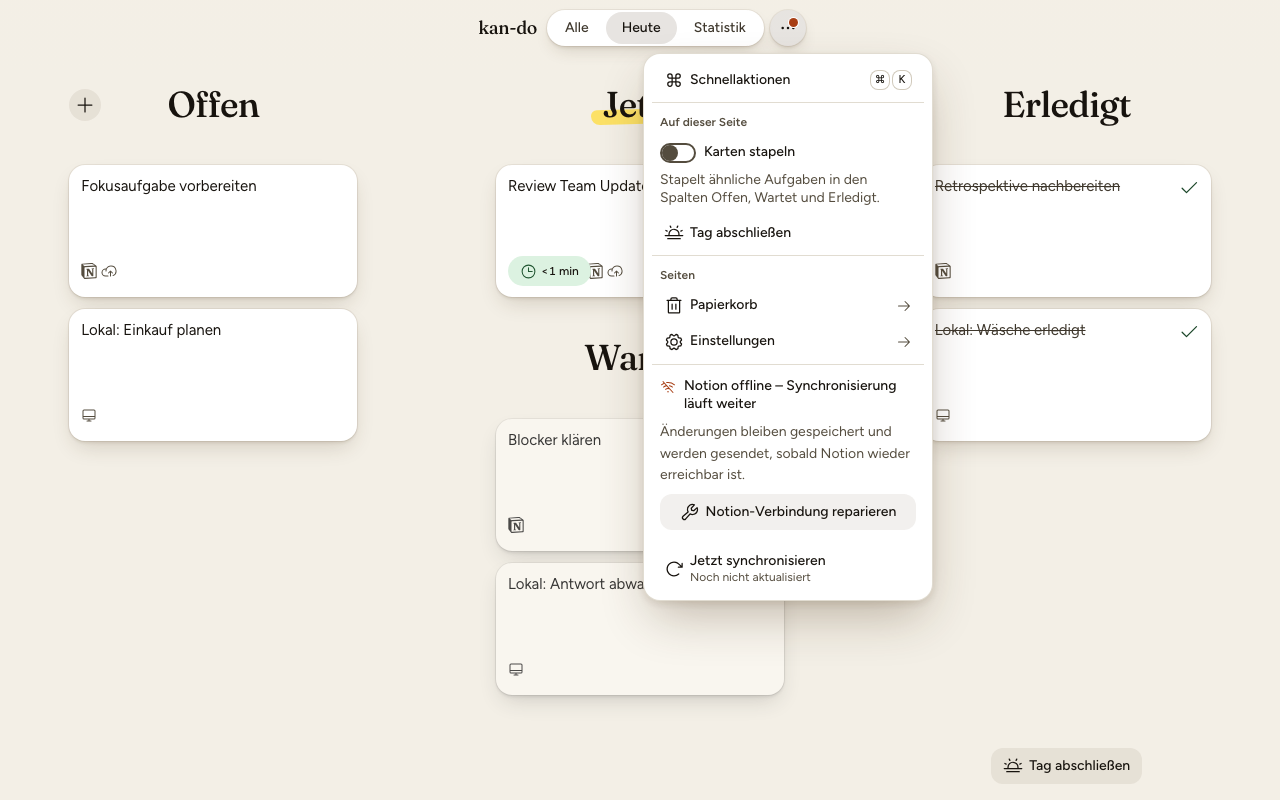 kan-do
Alle
Heute
Statistik
Schnellaktionen
⌘ K
Auf dieser Seite
Karten stapeln
Stapelt ähnliche Aufgaben in den
Spalten Offen, Wartet und Erledigt.
Tag abschließen
Seiten
Papierkorb
Einstellungen
Notion offline – Synchronisierung
läuft weiter
Änderungen bleiben gespeichert und
werden gesendet, sobald Notion wieder
erreichbar ist.
Notion-Verbindung reparieren
Jetzt synchronisieren
Noch nicht aktualisiert
Offen
Fokusaufgabe vorbereiten
Lokal: Einkauf planen
Review Team
<1 min
Blocker klären
Lokal: Antwort
Erledigt
Retrospektive nachbereiten
Lokal: Wäsche erledigt
Tag abschließen